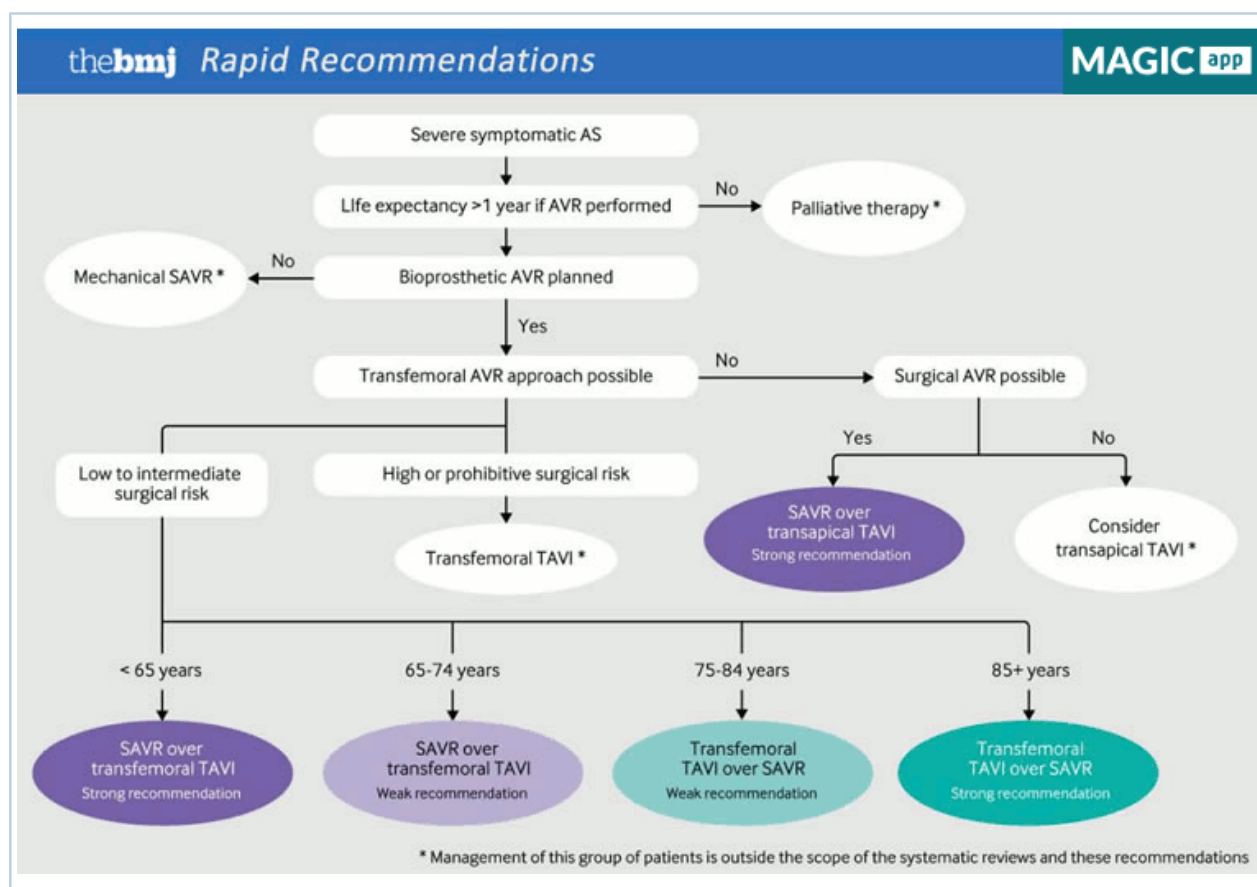 thebmj Rapid Recommendations
MAGIC app
Severe symptomatic AS
LIfe expectancy >1 year if AVR performed
No
Palliative therapy *
Mechanical SAVR *
No
Bioprosthetic AVR planned
Yes
Transfemoral AVR approach possible
No
Surgical AVR possible
Yes
No
Low to intermediate
surgical risk
High or prohibitive surgical risk
SAVR over
transapical TAVI
Strong recommendation
Consider
transapical TAVI *
Transfemoral TAVI *
< 65 years
65-74 years
75-84 years
85+ years
SAVR over
transfemoral TAVI
Strong recommendation
SAVR over
transfemoral TAVI
Weak recommendation
Transfemoral
TAVI over SAVR
Weak recommendation
Transfemoral
TAVI over SAVR
Strong recommendation
* Management of this group of patients is outside the scope of the systematic reviews and these recommendations